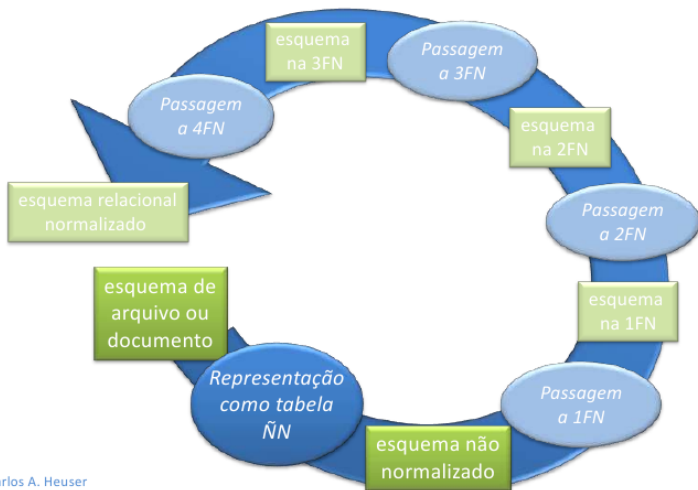 esquema
na 3FN
Passagem
a 3FN
Passagem
a 4FN
esquema
na 2FN
esquema relacional
normalizado
Passagem
a 2FN
esquema de
arquivo ou
documento
esquema
na 1FN
Representação
como tabela
ÑN
Passagem
a 1FN
esquema não
normalizado
arlos A. Heuser